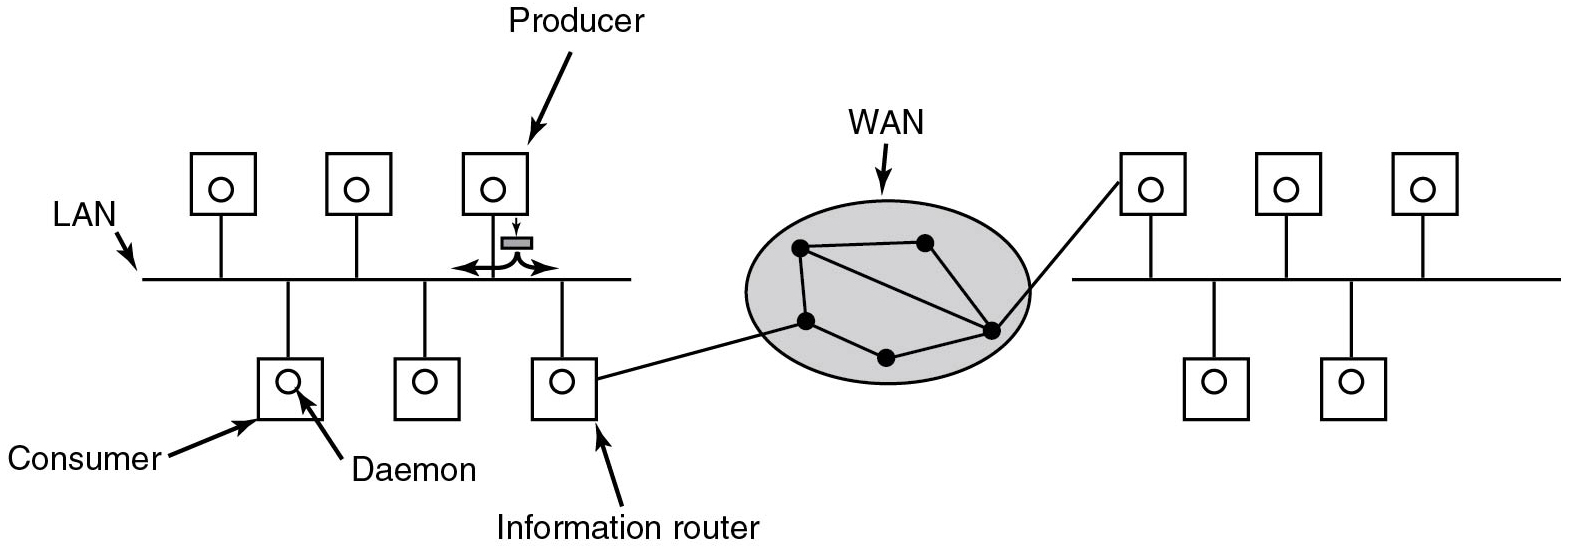 Producer
WAN
LAN
Consumer
Daemon
Information router